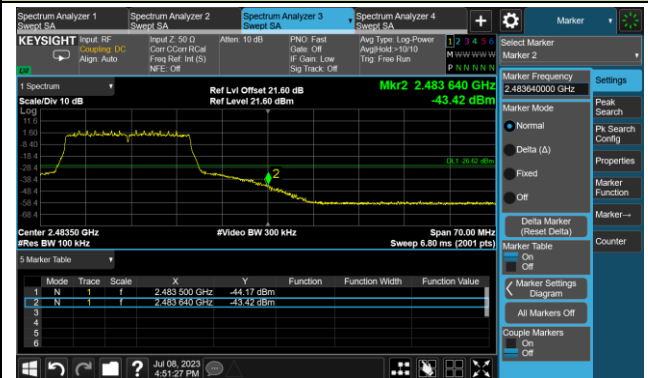 Spectrum Analyzer 1
Swept SA
Spectrum Analyzer 2
Swept SA
Spectrum Analyzer 3
Swept SA
Spectrum Analyzer 4
Swept SA
+
Marker
KEYSIGHT
Input: RF
Coupling: DC
Align: Auto
Input Z: 50 Ω
Corr CCorr RCal
Freq Ref: Int (S)
NFE: Off
Atten: 10 dB
PNO: Fast
Gate: Off
IF Gain: Low
Sig Track: Off
Avg Type: Log-Power
Avg|Hold:>10/10
Trig: Free Run
1 2 3 4 5 6
M W W W W W
P N N N N N
Select Marker
Marker 2
1 Spectrum
Scale/Div 10 dB
Ref Lvl Offset 21.60 dB
Ref Level 21.60 dBm
Mkr2 2.483 640 GHz
-43.42 dBm
Log
11.6
1.60
-8.40
-18.4
-28.4
-38.4
-48.4
-58.4
-68.4
2
Center 2.48350 GHz
#Res BW 100 kHz
#Video BW 300 kHz
Span 70.00 MHz
Sweep 6.80 ms (2001 pts)
5 Marker Table
Mode Trace Scale X Y Function Function Width Function Value
1 N 1 f 2.483 500 GHz -44.17 dBm
2 N 1 f 2.483 640 GHz -43.42 dBm
3
4
5
6
Marker Frequency
2.483640000 GHz
Marker Mode
Normal
Delta (Δ)
Fixed
Off
Delta Marker
(Reset Delta)
Marker Table
On
Off
Marker Settings
Diagram
All Markers Off
Couple Markers
On
Off
Settings
Peak
Search
Pk Search
Config
Properties
Marker
Function
Marker→
Counter
?
Jul 08, 2023
4:51:27 PM